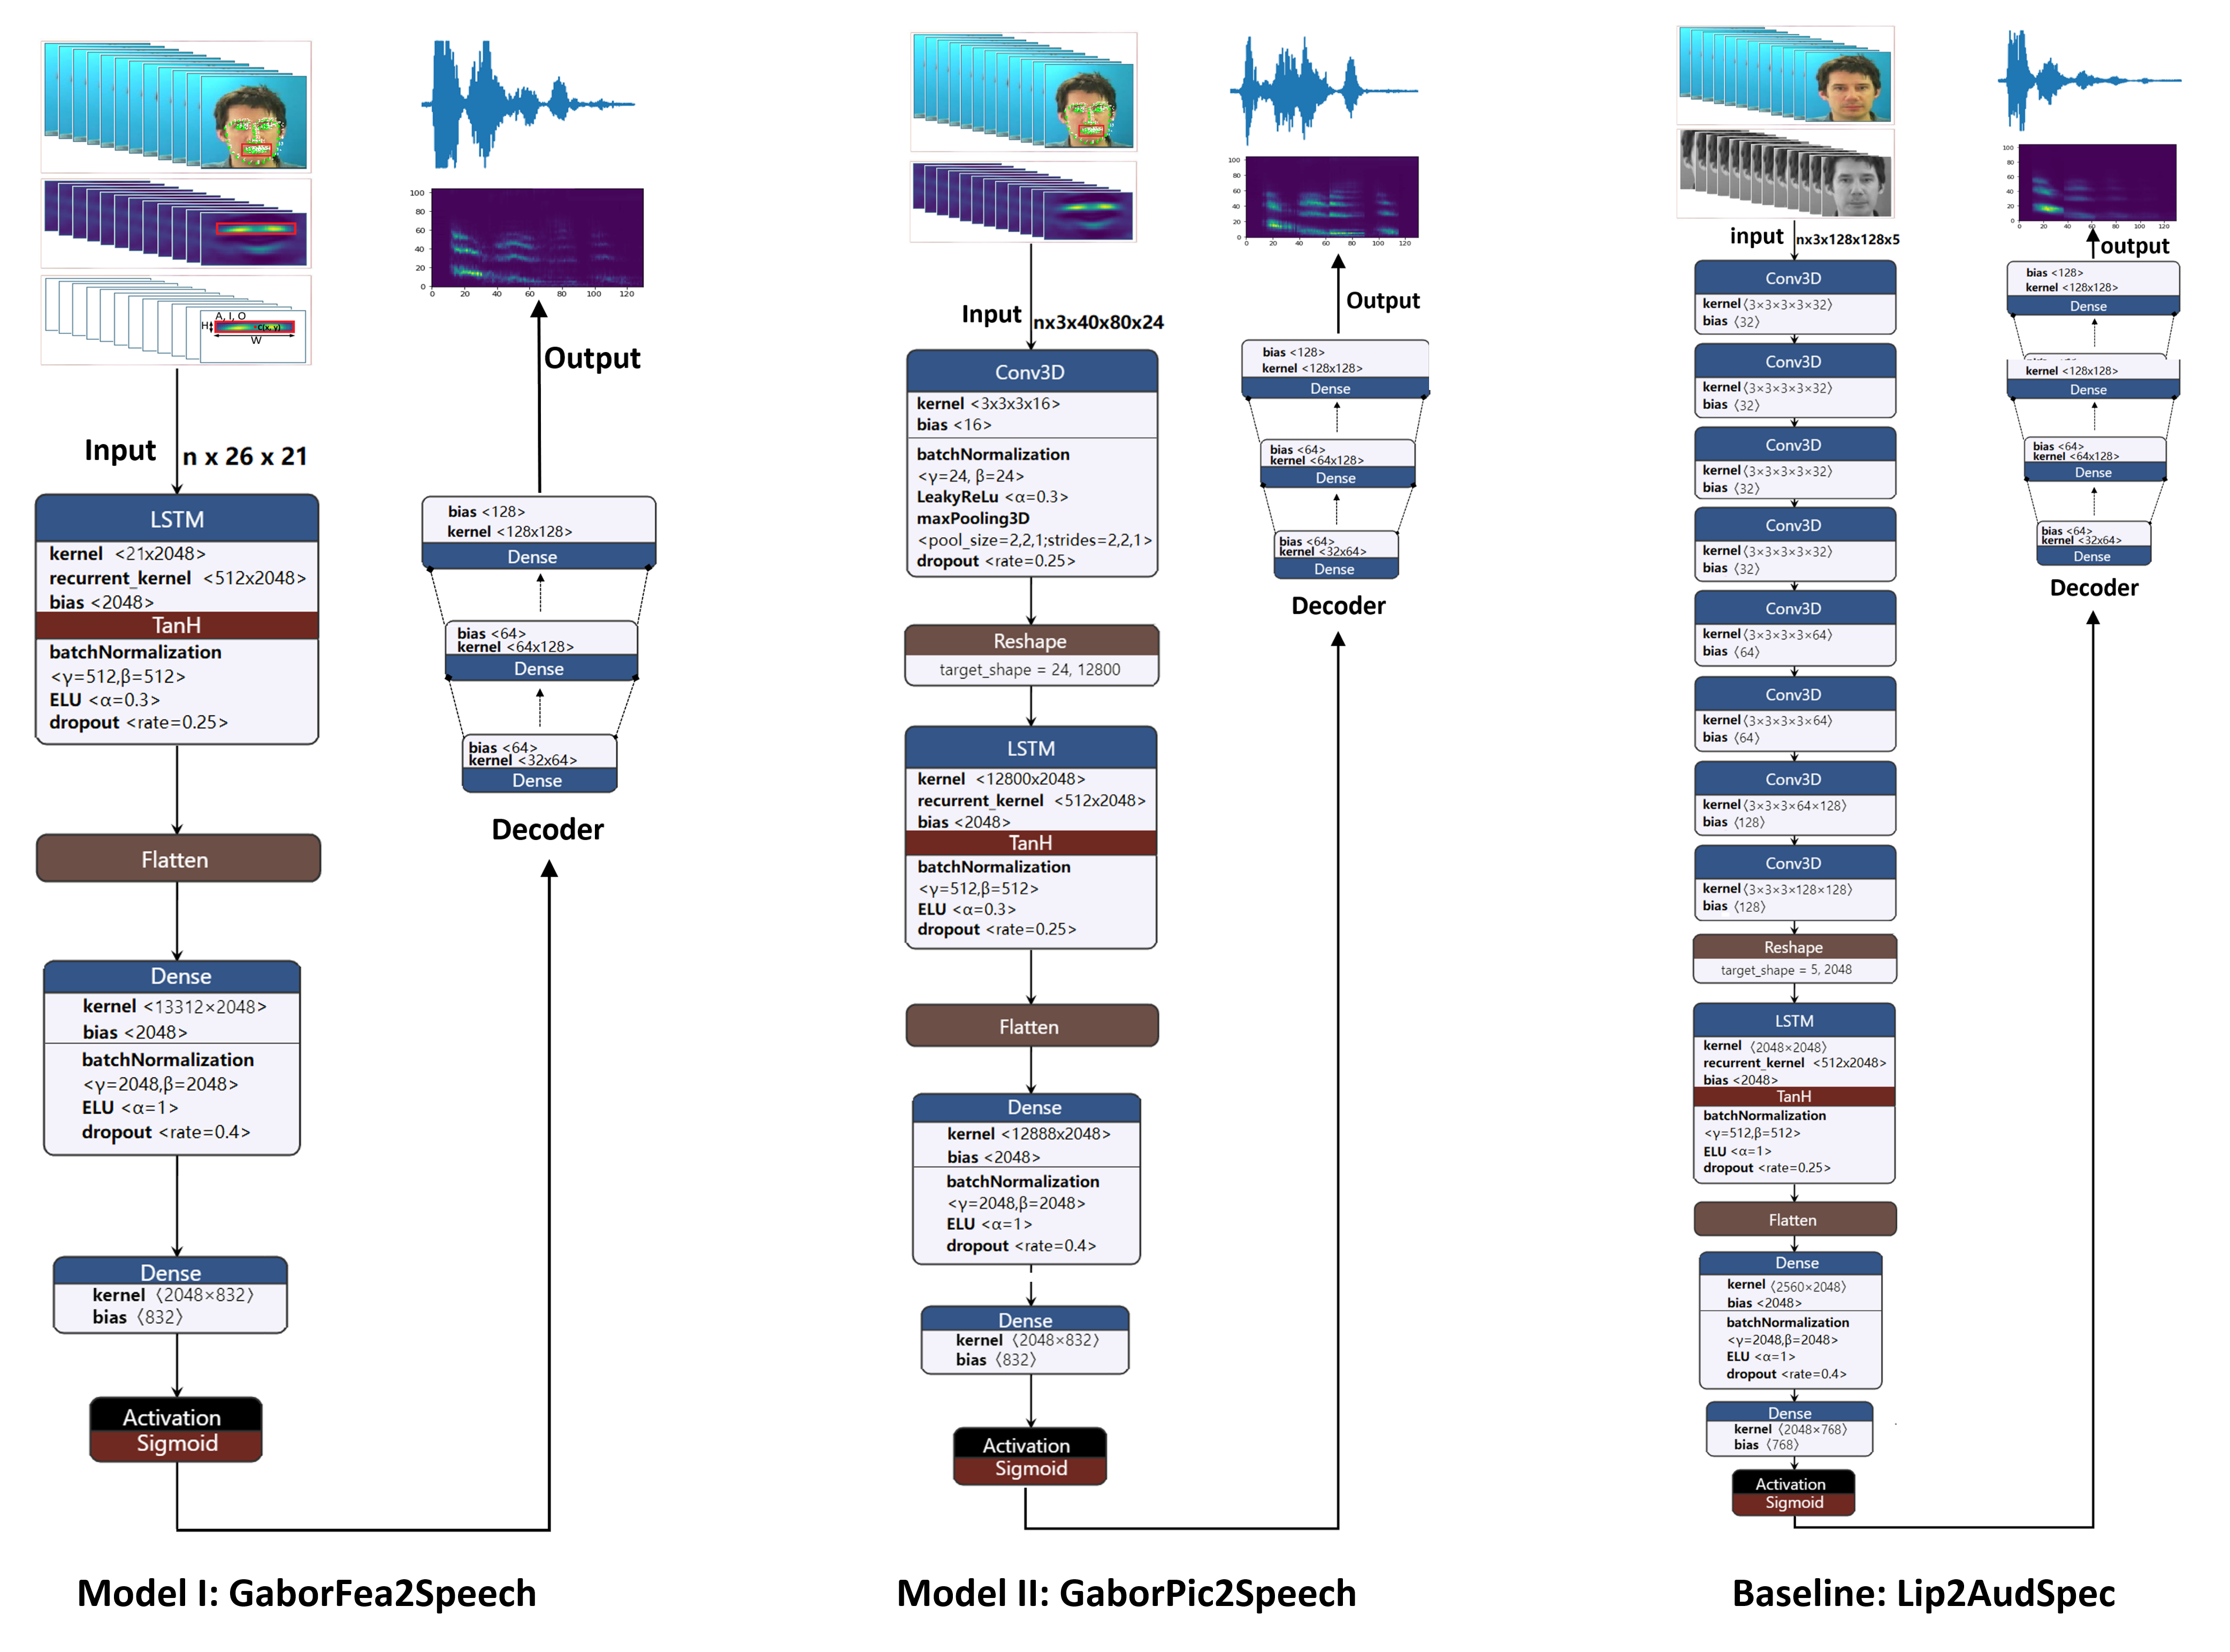 A, I, O
H
C(x, y)
W
Input
n x 26 x 21
LSTM
kernel <21x2048>
recurrent_kernel <512x2048>
bias <2048>
TanH
batchNormalization
<γ=512,β=512>
ELU <α=0.3>
dropout <rate=0.25>
Flatten
Dense
kernel <13312×2048>
bias <2048>
batchNormalization
<γ=2048,β=2048>
ELU <α=1>
dropout <rate=0.4>
Dense
kernel ⟨2048×832⟩
bias ⟨832⟩
Activation
Sigmoid
100
80
60
40
20
0
0 20 40 60 80 100 120
Output
bias <128>
kernel <128x128>
Dense
bias <64>
kernel <64x128>
Dense
bias <64>
kernel <32x64>
Dense
Decoder
Model I: GaborFea2Speech
Input
nx3x40x80x24
Conv3D
kernel <3x3x3x16>
bias <16>
batchNormalization
<γ=24, β=24>
LeakyReLu <α=0.3>
maxPooling3D
<pool_size=2,2,1;strides=2,2,1>
dropout <rate=0.25>
Reshape
target_shape = 24, 12800
LSTM
kernel <12800x2048>
recurrent_kernel <512x2048>
bias <2048>
TanH
batchNormalization
<γ=512,β=512>
ELU <α=0.3>
dropout <rate=0.25>
Flatten
Dense
kernel <12888x2048>
bias <2048>
batchNormalization
<γ=2048,β=2048>
ELU <α=1>
dropout <rate=0.4>
Dense
kernel ⟨2048×832⟩
bias ⟨832⟩
Activation
Sigmoid
100
80
60
40
20
0
0 20 40 60 80 100 120
Output
bias <128>
kernel <128x128>
Dense
bias <64>
kernel <64x128>
Dense
bias <64>
kernel <32x64>
Dense
Decoder
Model II: GaborPic2Speech
input
nx3x128x128x5
Conv3D
kernel⟨3×3×3×3×32⟩
bias ⟨32⟩
Conv3D
kernel⟨3×3×3×3×32⟩
bias ⟨32⟩
Conv3D
kernel⟨3×3×3×3×32⟩
bias ⟨32⟩
Conv3D
kernel⟨3×3×3×3×32⟩
bias ⟨32⟩
Conv3D
kernel⟨3×3×3×3×64⟩
bias ⟨64⟩
Conv3D
kernel⟨3×3×3×3×64⟩
bias ⟨64⟩
Conv3D
kernel⟨3×3×3×64×128⟩
bias ⟨128⟩
Conv3D
kernel⟨3×3×3×128×128⟩
bias ⟨128⟩
Reshape
target_shape = 5, 2048
LSTM
kernel ⟨2048×2048⟩
recurrent_kernel <512x2048>
bias <2048>
TanH
batchNormalization
<γ=512,β=512>
ELU <α=1>
dropout <rate=0.25>
Flatten
Dense
kernel ⟨2560×2048⟩
bias <2048>
batchNormalization
<γ=2048,β=2048>
ELU <α=1>
dropout <rate=0.4>
Dense
kernel ⟨2048×768⟩
bias ⟨768⟩
Activation
Sigmoid
100
80
60
40
20
0
0 20 40 60 80 100 120
output
bias <128>
kernel <128x128>
Dense
kernel <128x128>
Dense
bias <64>
kernel <64x128>
Dense
bias <64>
kernel <32x64>
Dense
Decoder
Baseline: Lip2AudSpec